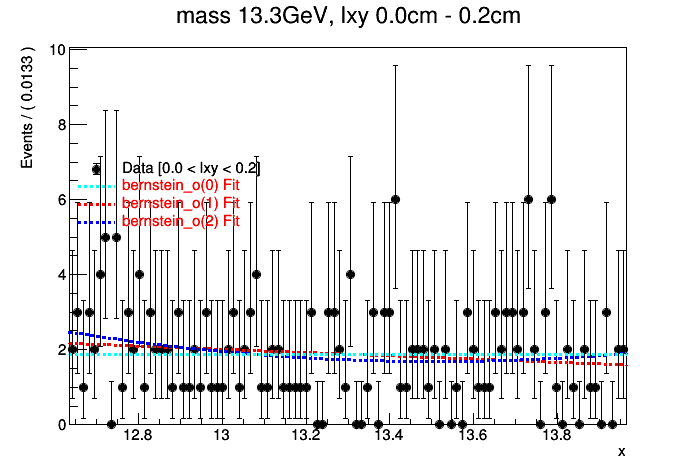 mass 13.3GeV, lxy 0.0cm - 0.2cm
Events / ( 0.0133 )
10
8
6
4
2
0
Data [0.0 < lxy < 0.2]
bernstein_o(0) Fit
bernstein_o(1) Fit
bernstein_o(2) Fit
12.8 13 13.2 13.4 13.6 13.8
x